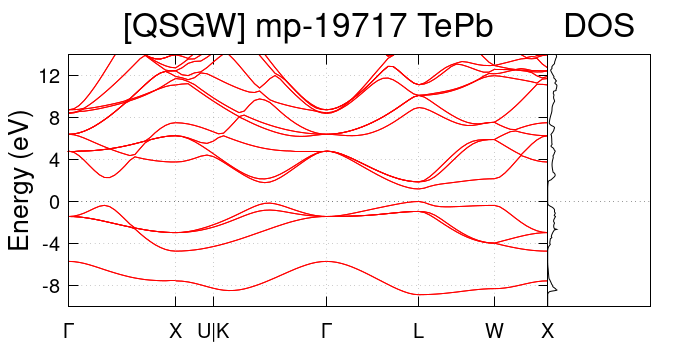 [QSGW] mp-19717 TePb DOS
Energy (eV)
12
8
4
0
-4
-8
Γ X U|K Γ L W X